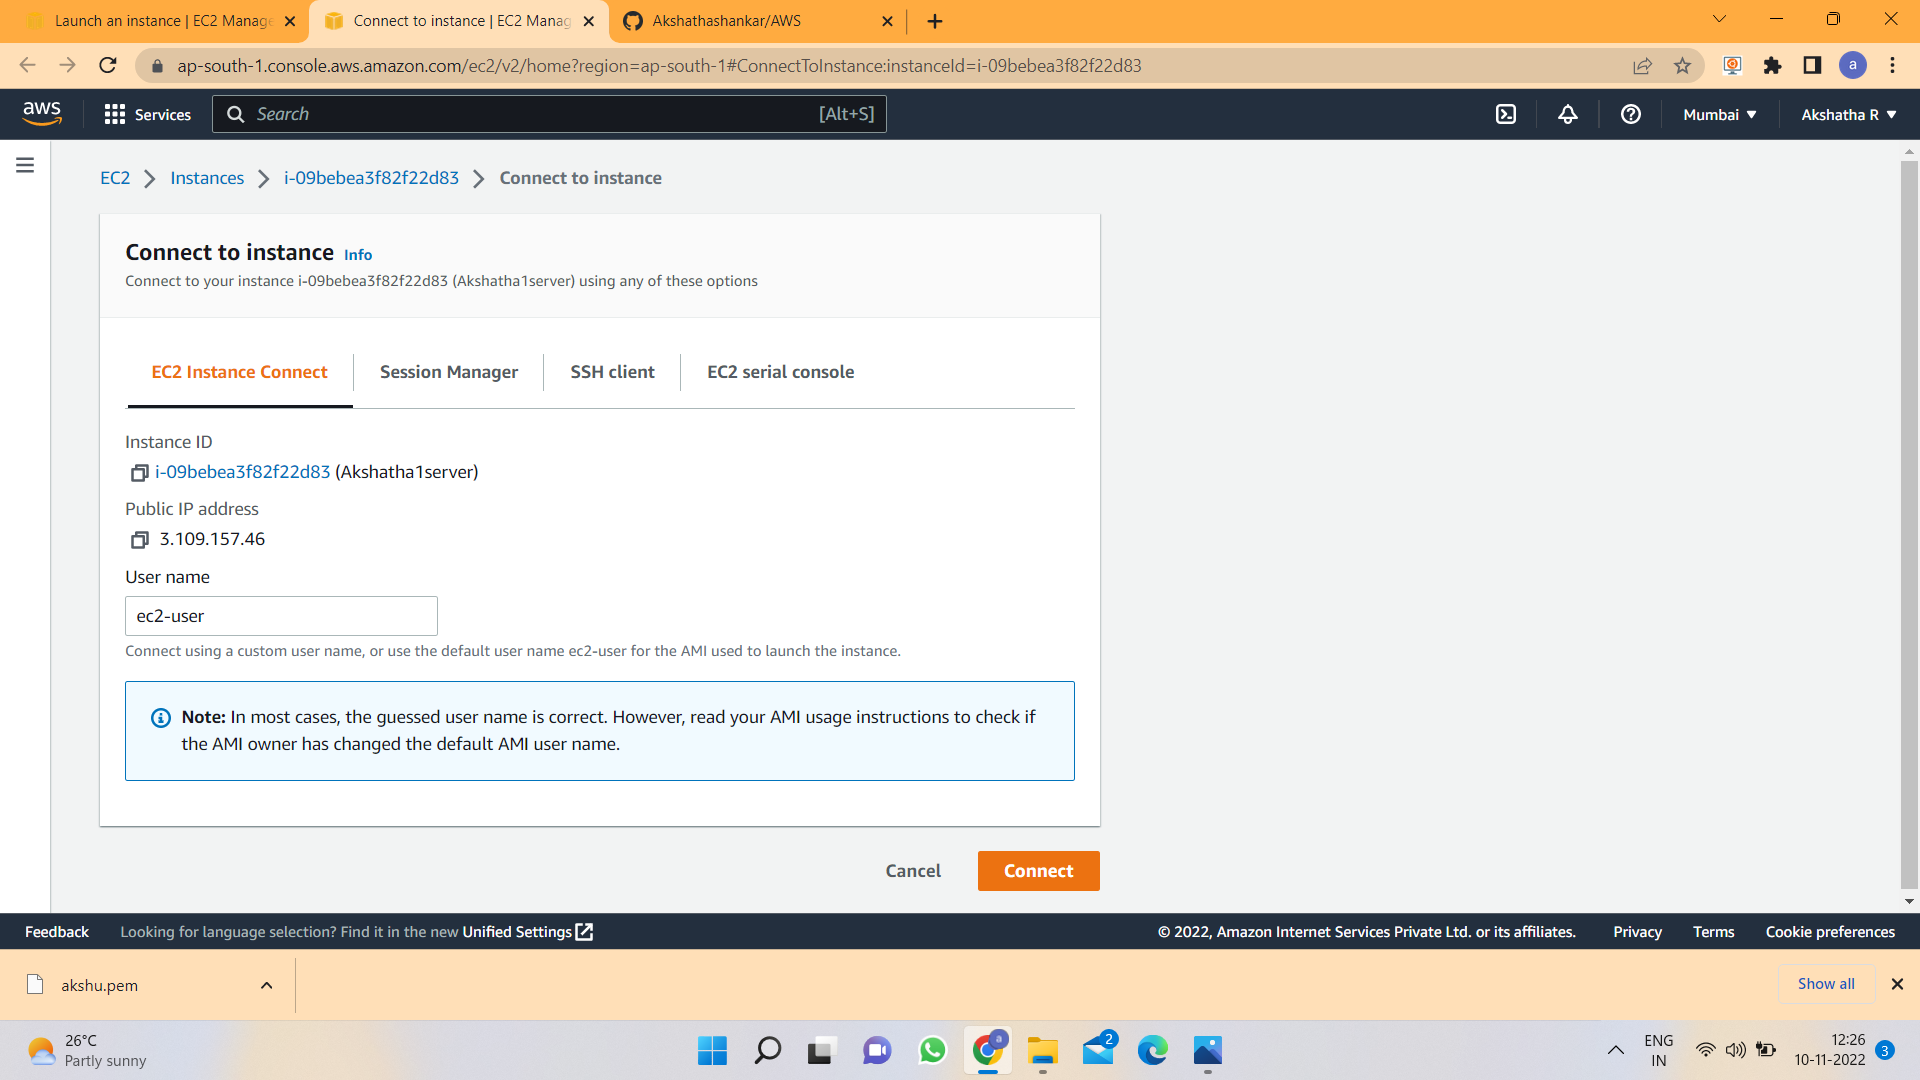 Launch an instance | EC2 Manage
Connect to instance | EC2 Manag
Akshathashankar/AWS
ap-south-1.console.aws.amazon.com/ec2/v2/home?region=ap-south-1#ConnectToInstance:instanceId=i-09bebea3f82f22d83
a
aws
Services
Search
[Alt+S]
Mumbai
Akshatha R
EC2
Instances
i-09bebea3f82f22d83
Connect to instance
Connect to instance Info
Connect to your instance i-09bebea3f82f22d83 (Akshatha1server) using any of these options
EC2 Instance Connect
Session Manager
SSH client
EC2 serial console
Instance ID
i-09bebea3f82f22d83 (Akshatha1server)
Public IP address
3.109.157.46
User name
ec2-user
Connect using a custom user name, or use the default user name ec2-user for the AMI used to launch the instance.
Note: In most cases, the guessed user name is correct. However, read your AMI usage instructions to check if
the AMI owner has changed the default AMI user name.
Cancel
Connect
Feedback
Looking for language selection? Find it in the new Unified Settings
© 2022, Amazon Internet Services Private Ltd. or its affiliates.
Privacy
Terms
Cookie preferences
akshu.pem
Show all
26°C
Partly sunny
a
2
ENG
IN
12:26
10-11-2022
3